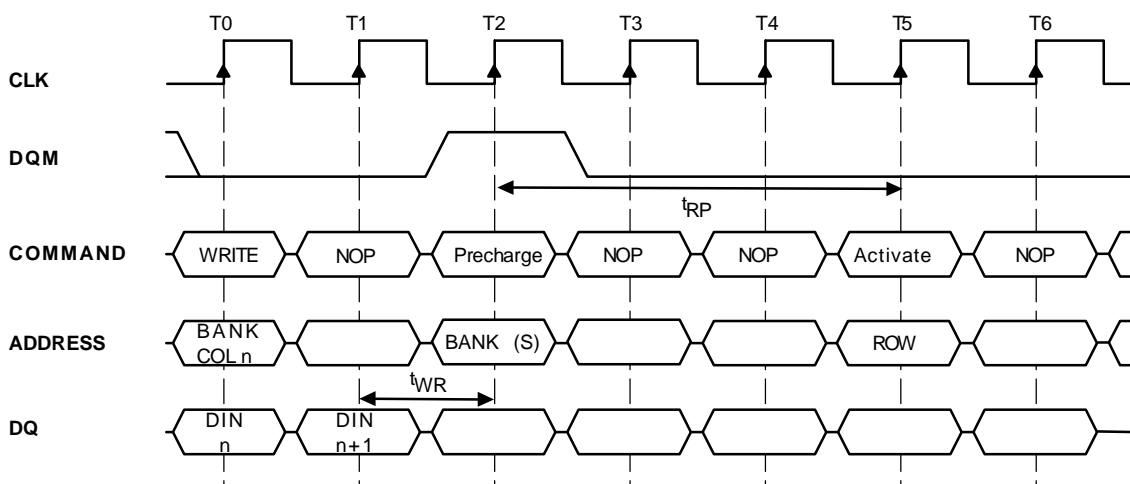 T0 T1 T2 T3 T4 T5 T6
CLK
DQM
tRP
COMMAND WRITE NOP Precharge NOP NOP Activate NOP
ADDRESS BANK COL n BANK (S) ROW
tWR
DQ DIN n DIN n+1